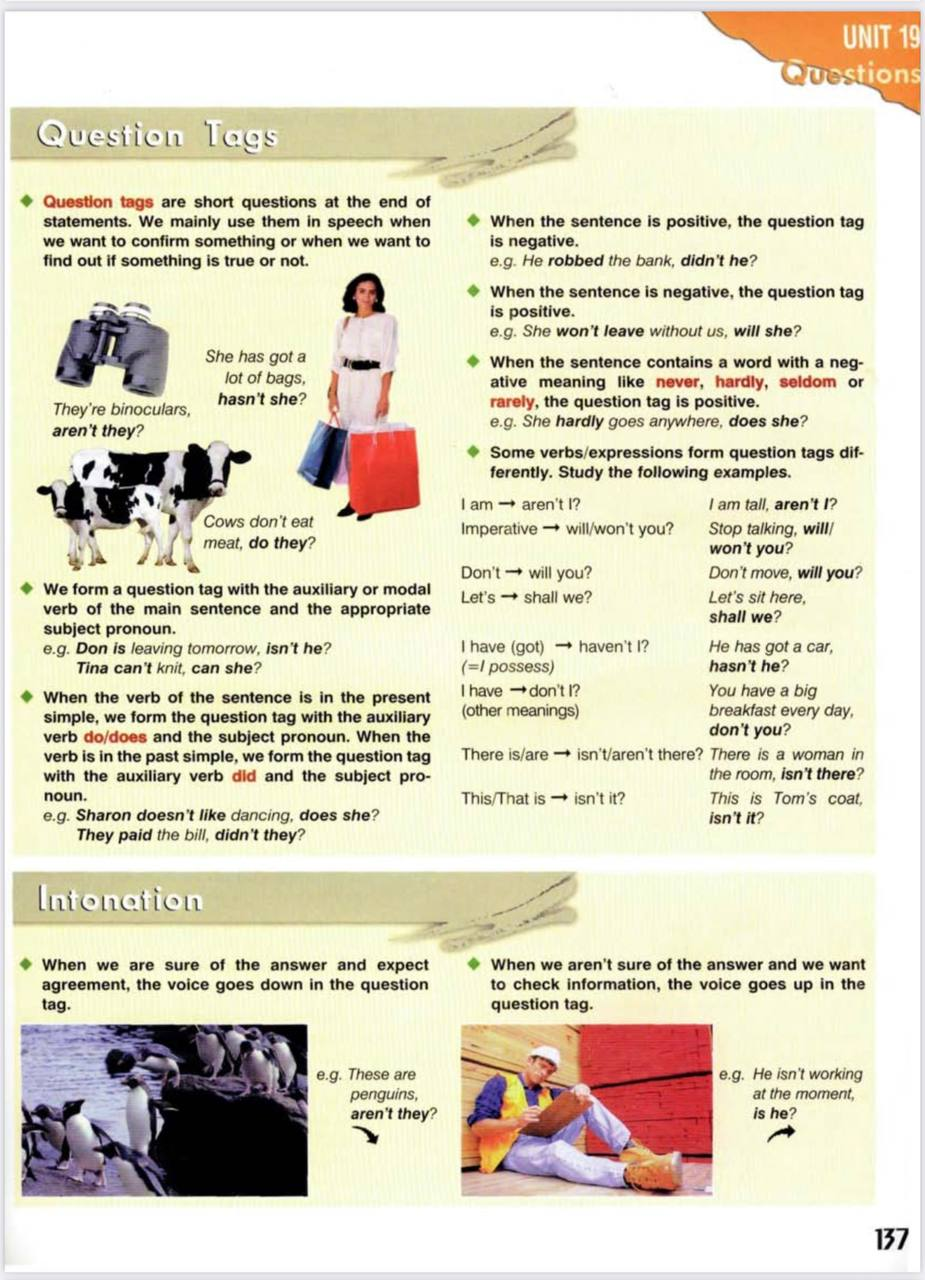 UNIT 19
Questions
Question Tags
◆ Question tags are short questions at the end of
statements. We mainly use them in speech when
we want to confirm something or when we want to
find out if something is true or not.
She has got a
lot of bags,
hasn't she?
They're binoculars,
aren't they?
Cows don't eat
meat, do they?
◆ We form a question tag with the auxiliary or modal
verb of the main sentence and the appropriate
subject pronoun.
e.g. Don is leaving tomorrow, isn't he?
Tina can't knit, can she?
◆ When the verb of the sentence is in the present
simple, we form the question tag with the auxiliary
verb do/does and the subject pronoun. When the
verb is in the past simple, we form the question tag
with the auxiliary verb did and the subject pro-
noun.
e.g. Sharon doesn't like dancing, does she?
They paid the bill, didn't they?
◆ When the sentence is positive, the question tag
is negative.
e.g. He robbed the bank, didn't he?
◆ When the sentence is negative, the question tag
is positive.
e.g. She won't leave without us, will she?
◆ When the sentence contains a word with a neg-
ative meaning like never, hardly, seldom or
rarely, the question tag is positive.
e.g. She hardly goes anywhere, does she?
◆ Some verbs/expressions form question tags dif-
ferently. Study the following examples.
I am → aren't I? I am tall, aren't I?
Imperative → will/won't you? Stop talking, will/
won't you?
Don't → will you? Don't move, will you?
Let's → shall we? Let's sit here,
shall we?
I have (got) → haven't I? He has got a car,
(=I possess) hasn't he?
I have → don't I? You have a big
(other meanings) breakfast every day,
don't you?
There is/are → isn't/aren't there? There is a woman in
the room, isn't there?
This/That is → isn't it? This is Tom's coat,
isn't it?
Intonation
◆ When we are sure of the answer and expect
agreement, the voice goes down in the question
tag.
e.g. These are
penguins,
aren't they?
◆ When we aren't sure of the answer and we want
to check information, the voice goes up in the
question tag.
e.g. He isn't working
at the moment,
is he?
137